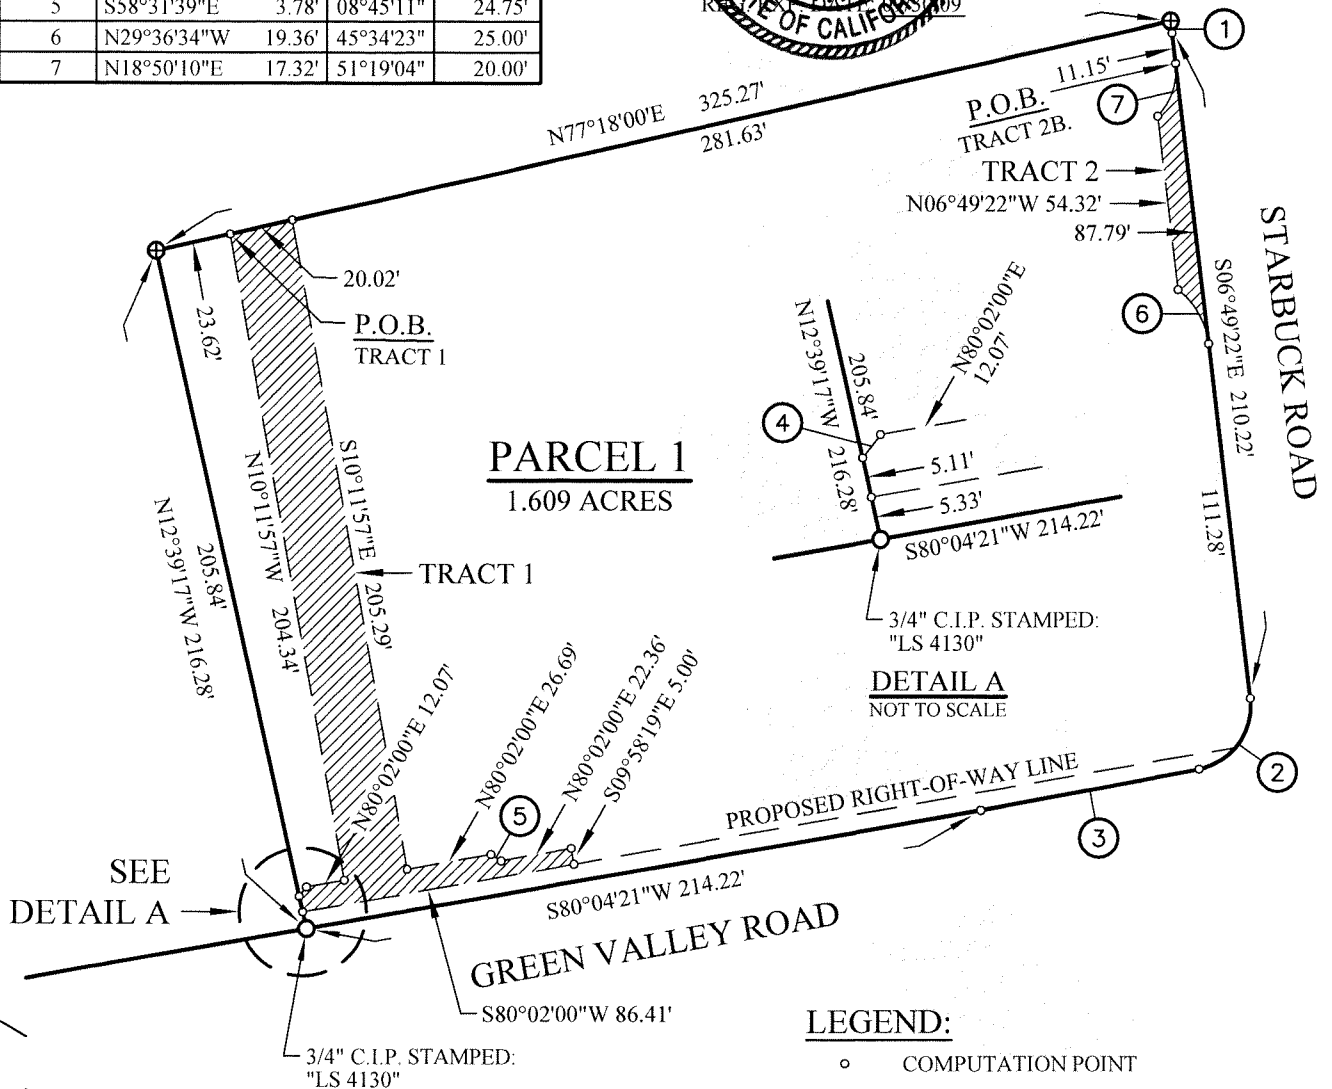 5 S58°31'39"E 3.78' 08°45'11" 24.75'
6 N29°36'34"W 19.36' 45°34'23" 25.00'
7 N18°50'10"E 17.32' 51°19'04" 20.00'
OF CALIFOR
1
N77°18'00"E 325.27'
281.63'
11.15'
7
P.O.B.
TRACT 2B.
TRACT 2
N06°49'22"W 54.32'
87.79'
6
S06°49'22"E 210.22'
111.28'
STARBUCK ROAD
23.62'
20.02'
P.O.B.
TRACT 1
N12°39'17"W 216.28'
205.84'
N10°11'57"W 204.34'
S10°11'57"E 205.29'
TRACT 1
PARCEL 1
1.609 ACRES
N12°39'17"W 216.28'
205.84'
4
N80°02'00"E
12.07'
5.11'
5.33'
S80°04'21"W 214.22'
3/4" C.I.P. STAMPED:
"LS 4130"
DETAIL A
NOT TO SCALE
N80°02'00"E 12.07'
N80°02'00"E 26.69'
5
N80°02'00"E 22.36'
S09°58'19"E 5.00'
PROPOSED RIGHT-OF-WAY LINE
2
3
SEE
DETAIL A
S80°04'21"W 214.22'
GREEN VALLEY ROAD
S80°02'00"W 86.41'
3/4" C.I.P. STAMPED:
"LS 4130"
LEGEND:
COMPUTATION POINT